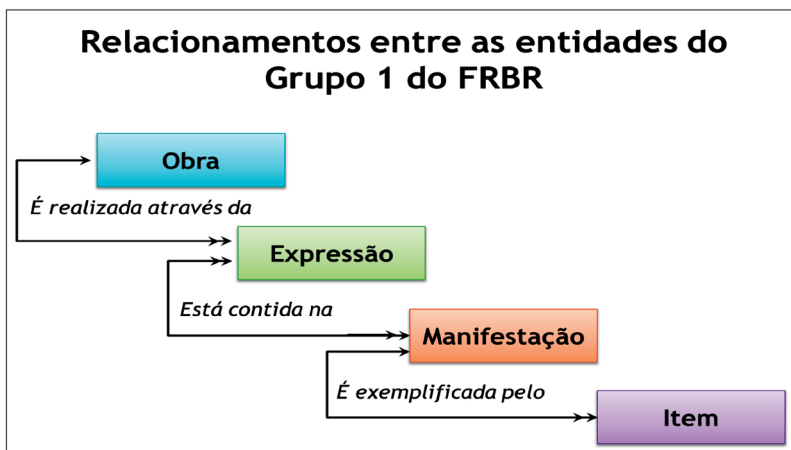 Relacionamentos entre as entidades do
Grupo 1 do FRBR
Obra
É realizada através da
Expressão
Está contida na
Manifestação
É exemplificada pelo
Item